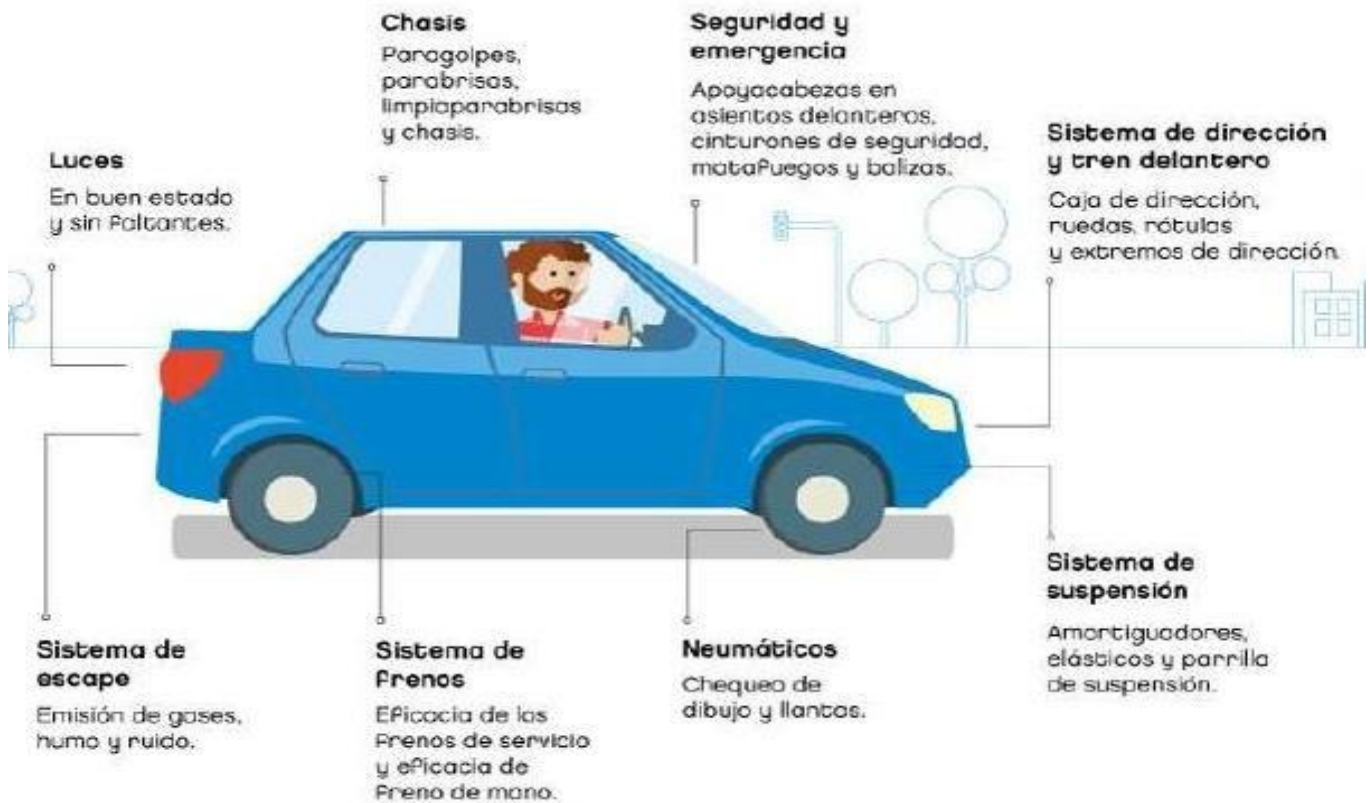 Chasis
Paragolpes,
parabrisas,
limpiaparabrisas
y chasis.
Seguridad y
emergencia
Apoyacabezas en
asientos delanteros,
cinturones de seguridad,
matafuegos y balizas.
Luces
En buen estado
y sin faltantes.
Sistema de dirección
y tren delantero
Caja de dirección,
ruedas, rótulas
y extremos de dirección.
Sistema de
escape
Emisión de gases,
humo y ruido.
Sistema de
frenos
Eficacia de los
frenos de servicio
y eficacia de
freno de mano.
Neumáticos
Chequeo de
dibujo y llantas.
Sistema de
suspensión
Amortiguadores,
elásticos y parrilla
de suspensión.